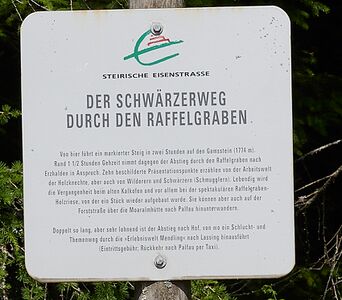 STEIRISCHE EISENSTRASSE
DER SCHWÄRZERWEG
DURCH DEN RAFFELGRABEN
Von hier führt ein markierter Steig in zwei Stunden auf den Gamsstein (1774 m).
Rund 1 1/2 Stunden Gehzeit nimmt dagegen der Abstieg durch den Raffelgraben nach
Erzhalden in Anspruch. Zehn beschilderte Präsentationspunkte erzählen von der Arbeitswelt
der Holzknechte, aber auch von Wilderern und Schwärzern (Schmugglern). Lebendig wird
die Vergangenheit beim alten Kalkofen und vor allem bei der spektakulären Raffelgraben-
Holzriese, von der ein Stück wieder aufgebaut wurde. Sie können aber auch auf der
Forststraße über die Moaralmhütte nach Palfau hinunterwandern.
Doppelt so lang, aber sehr lohnend ist der Abstieg nach Hof, von wo ein Schlucht- und
Themenweg durch die »Erlebniswelt Mendling« nach Lassing hinausführt
(Eintrittsgebühr; Rückkehr nach Palfau per Taxi).